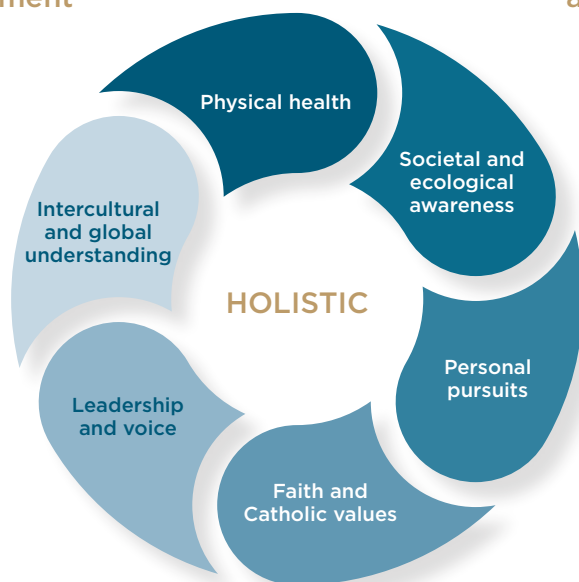 ment
a
Physical health
Societal and
ecological
awareness
Intercultural
and global
understanding
HOLISTIC
Personal
pursuits
Leadership
and voice
Faith and
Catholic values